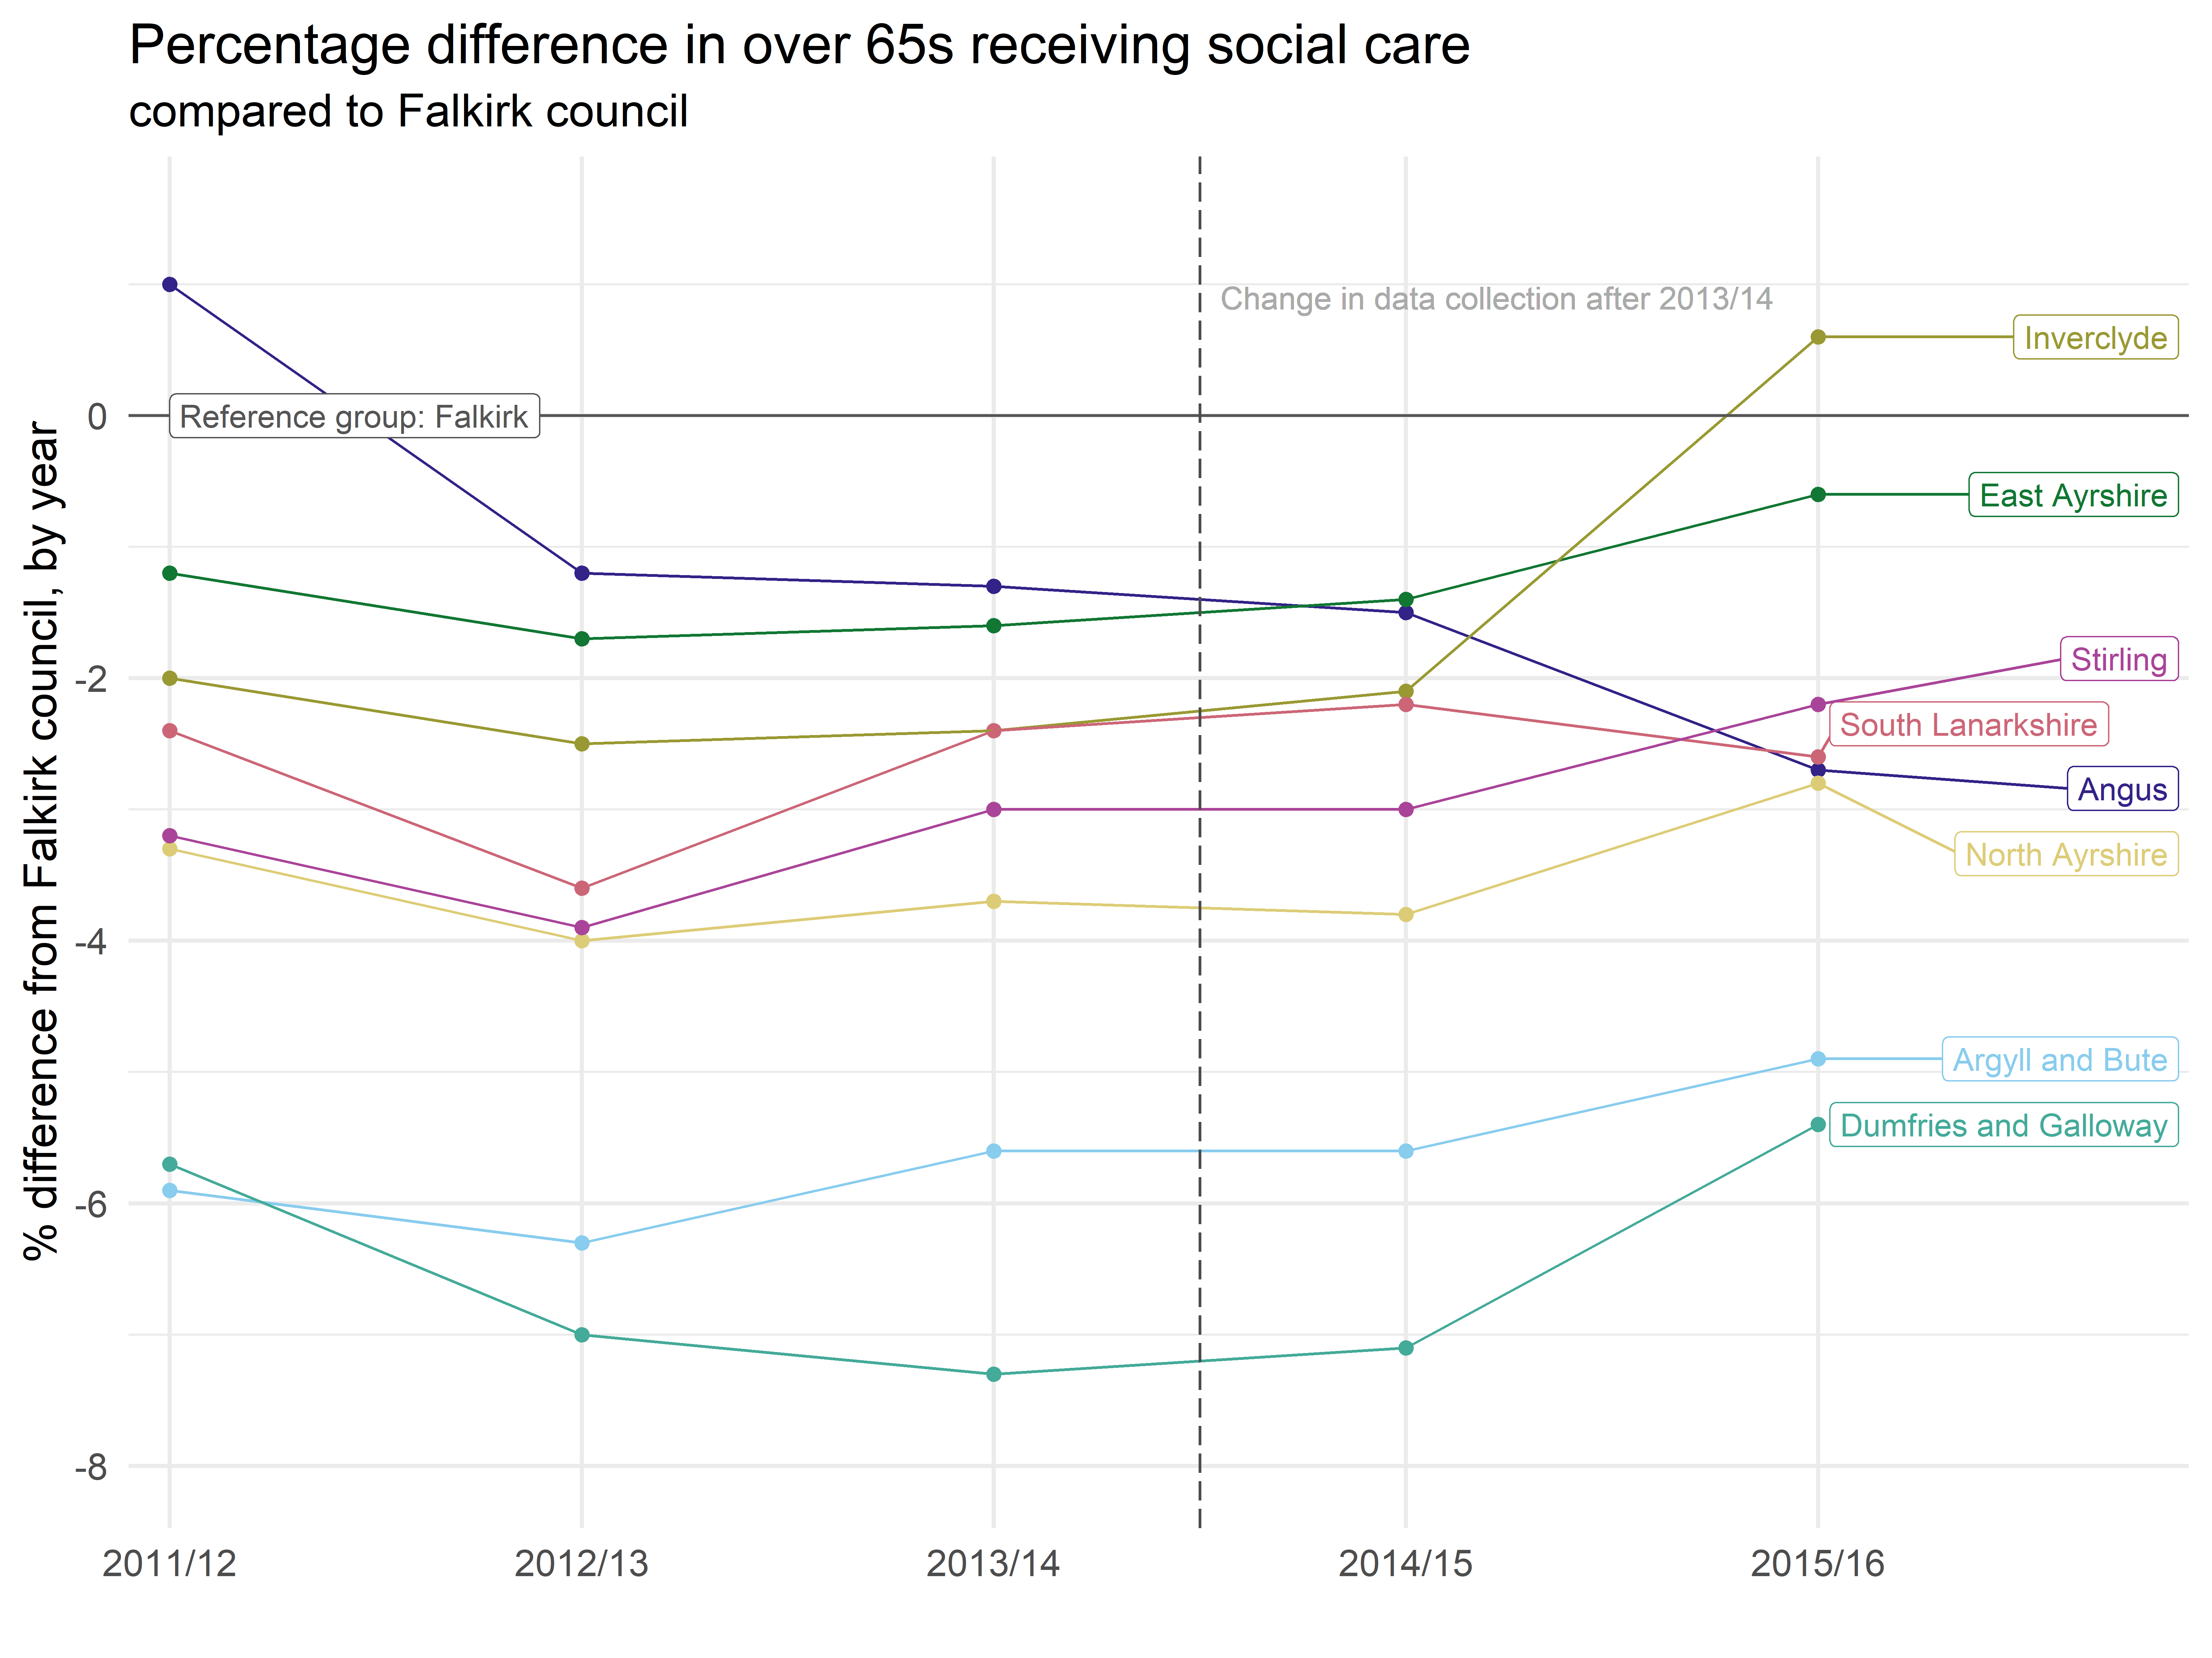 Percentage difference in over 65s receiving social care
compared to Falkirk council
% difference from Falkirk council, by year
Change in data collection after 2013/14
Inverclyde
0
Reference group: Falkirk
East Ayrshire
Stirling
-2
South Lanarkshire
Angus
North Ayrshire
-4
Argyll and Bute
Dumfries and Galloway
-6
-8
2011/12
2012/13
2013/14
2014/15
2015/16